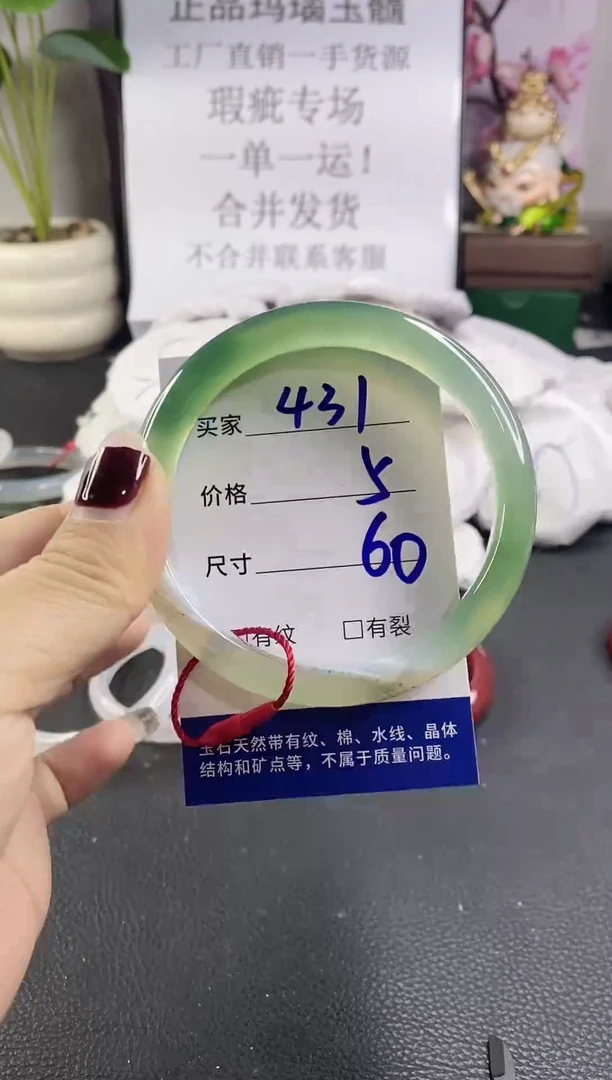 正品玛瑙玉髓
工厂直销一手货源
瑕疵专场
一单一运！
合并发货
不合并联系客服
买家 431
价格 5
尺寸 60
□有纹 □有裂
玉石天然带有纹、棉、水线、晶体
结构和矿点等，不属于质量问题。